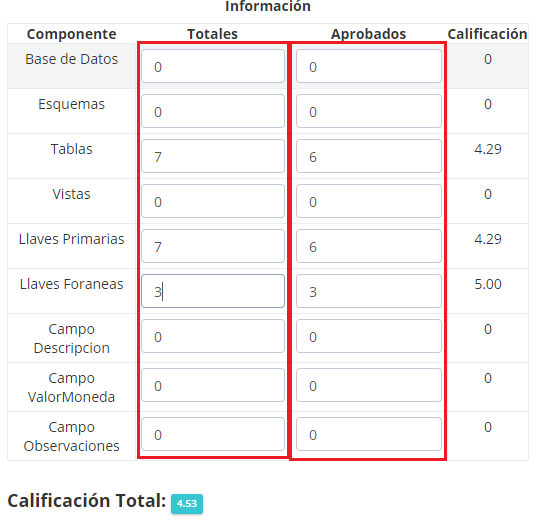 Información
Componente Totales Aprobados Calificación
Base de Datos 0 0 0
Esquemas 0 0 0
Tablas 7 6 4.29
Vistas 0 0 0
Llaves Primarias 7 6 4.29
Llaves Foraneas 3 3 5.00
Campo
Descripcion 0 0 0
Campo
ValorMoneda 0 0 0
Campo
Observaciones 0 0 0
Calificación Total: 4.53